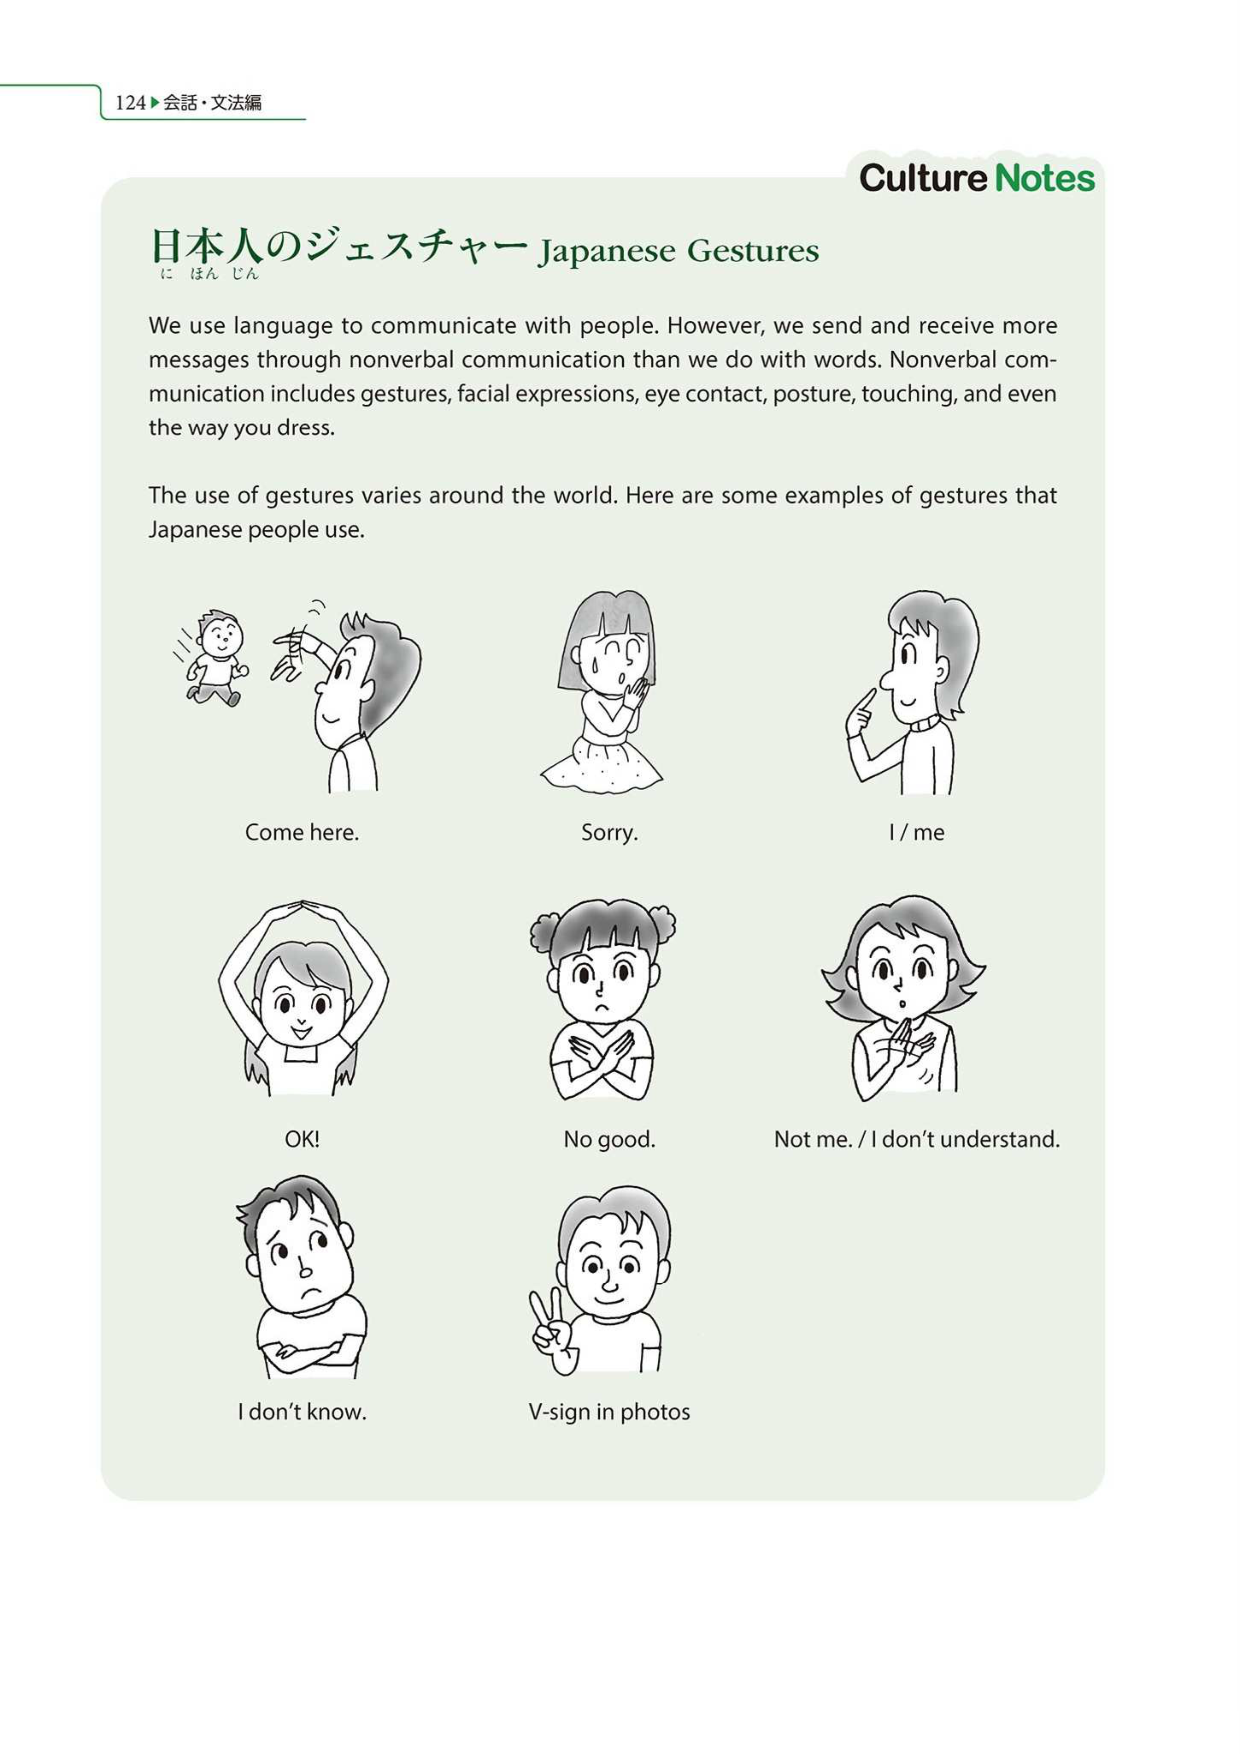 124▶会話・文法編
Culture Notes
日本人のジェスチャー Japanese Gestures
に ほん じん
We use language to communicate with people. However, we send and receive more
messages through nonverbal communication than we do with words. Nonverbal com-
munication includes gestures, facial expressions, eye contact, posture, touching, and even
the way you dress.
The use of gestures varies around the world. Here are some examples of gestures that
Japanese people use.
Come here.
Sorry.
I / me
OK!
No good.
Not me. / I don’t understand.
I don’t know.
V-sign in photos